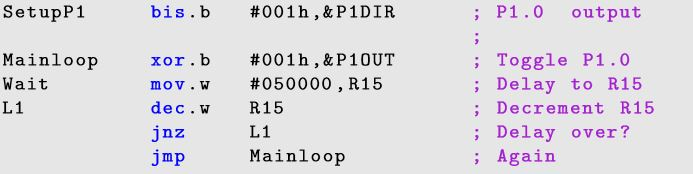 SetupP1 bis.b #001h,&P1DIR ; P1.0 output
;
Mainloop xor.b #001h,&P1OUT ; Toggle P1.0
Wait mov.w #050000,R15 ; Delay to R15
L1 dec.w R15 ; Decrement R15
jnz L1 ; Delay over?
jmp Mainloop ; Again